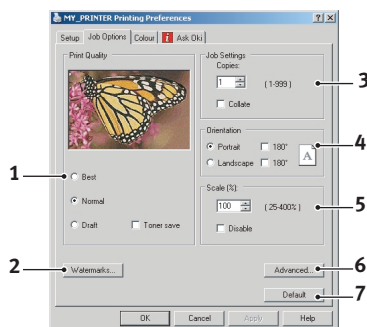 MY_PRINTER Printing Preferences
Setup Job Options Colour Ask Oki
Print Quality
Best
Normal
Draft Toner save
Job Settings
Copies:
1 (1-999)
Collate
Orientation
Portrait 180°
Landscape 180°
A
Scale (%)
100 (25-400%)
Disable
Watermarks...
Advanced...
Default
OK Cancel Apply Help
1
2
3
4
5
6
7